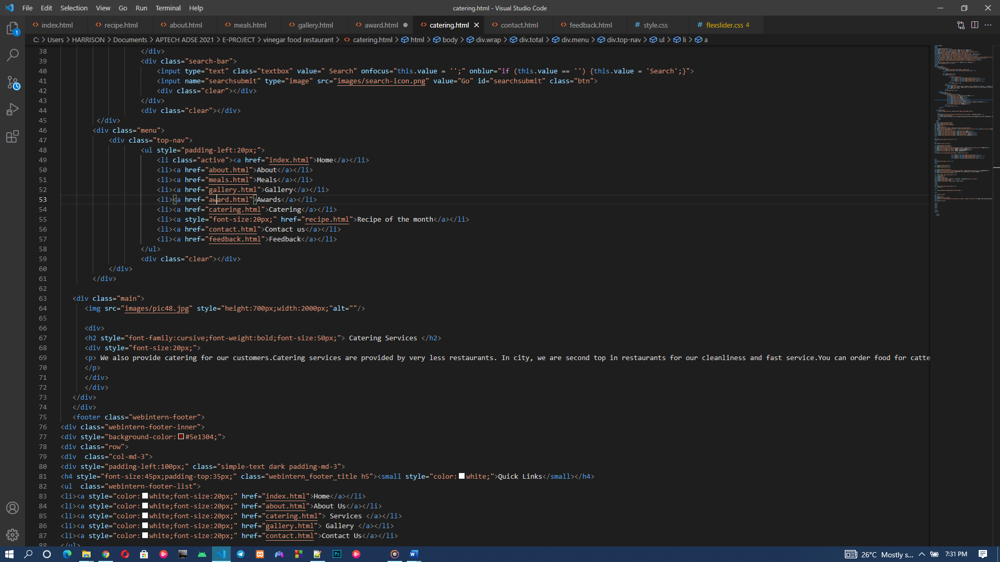 File Edit Selection View Go Run Terminal Help
catering.html - Visual Studio Code
index.html recipe.html about.html meals.html gallery.html award.html catering.html contact.html feedback.html # style.css # flexslider.css 4
C: > Users > HARRISON > Documents > APTECH ADSE 2021 > E-PROJECT > vinegar food restaurant > catering.html > html > body > div.wrap > div.total > div.menu > div.top-nav > ul > li > a
38 </div>
39 <div class="search-bar">
40 <input type="text" class="textbox" value=" Search" onfocus="this.value = '';" onblur="if (this.value == '') {this.value = 'Search';}">
41 <input name="searchsubmit" type="image" src="images/search-icon.png" value="Go" id="searchsubmit" class="btn">
42 <div class="clear"></div>
43 </div>
44 <div class="clear"></div>
45 </div>
46 <div class="menu">
47 <div class="top-nav">
48 <ul style="padding-left:20px;">
49 <li class="active"><a href="index.html">Home</a></li>
50 <li><a href="about.html">About</a></li>
51 <li><a href="meals.html">Meals</a></li>
52 <li><a href="gallery.html">Gallery</a></li>
53 <li><a href="award.html">Awards</a></li>
54 <li><a href="catering.html">Catering</a></li>
55 <li><a style="font-size:20px;" href="recipe.html">Recipe of the month</a></li>
56 <li><a href="contact.html">Contact us</a></li>
57 <li><a href="feedback.html">Feedback</a></li>
58 </ul>
59 <div class="clear"></div>
60 </div>
61 </div>
62
63 <div class="main">
64 <img src="images/pic48.jpg" style="height:700px;width:2000px;"alt=""/>
65
66 <div>
67 <h2 style="font-family:cursive;font-weight:bold;font-size:50px;"> Catering Services </h2>
68 <div style="font-size:20px;">
69 <p> We also provide catering for our customers.Catering services are provided by very less restaurants. In city, we are second top in restaurants for our cleanliness and fast service.You can order food for catte
70 </p>
71 </div>
72 </div>
73 </div>
74 </div>
75 <footer class="webintern-footer">
76 <div class="webintern-footer-inner">
77 <div style="background-color:#5e1304;">
78 <div class="row">
79 <div  class="col-md-3">
80 <div style="padding-left:100px;" class="simple-text dark padding-md-3">
81 <h4 style="font-size:45px;padding-top:35px;" class="webintern_footer_title h5"><small style="color:white;">Quick Links</small></h4>
82 <ul  class="webintern-footer-list">
83 <li><a style="color:white;font-size:20px;" href="index.html">Home</a></li>
84 <li><a style="color:white;font-size:20px;" href="about.html">About Us</a></li>
85 <li><a style="color:white;font-size:20px;" href="catering.html"> Services </a></li>
86 <li><a style="color:white;font-size:20px;" href="gallery.html"> Gallery </a></li>
87 <li><a style="color:white;font-size:20px;" href="contact.html">Contact Us</a></li>
88 </ul>
26°C Mostly s... 7:31 PM